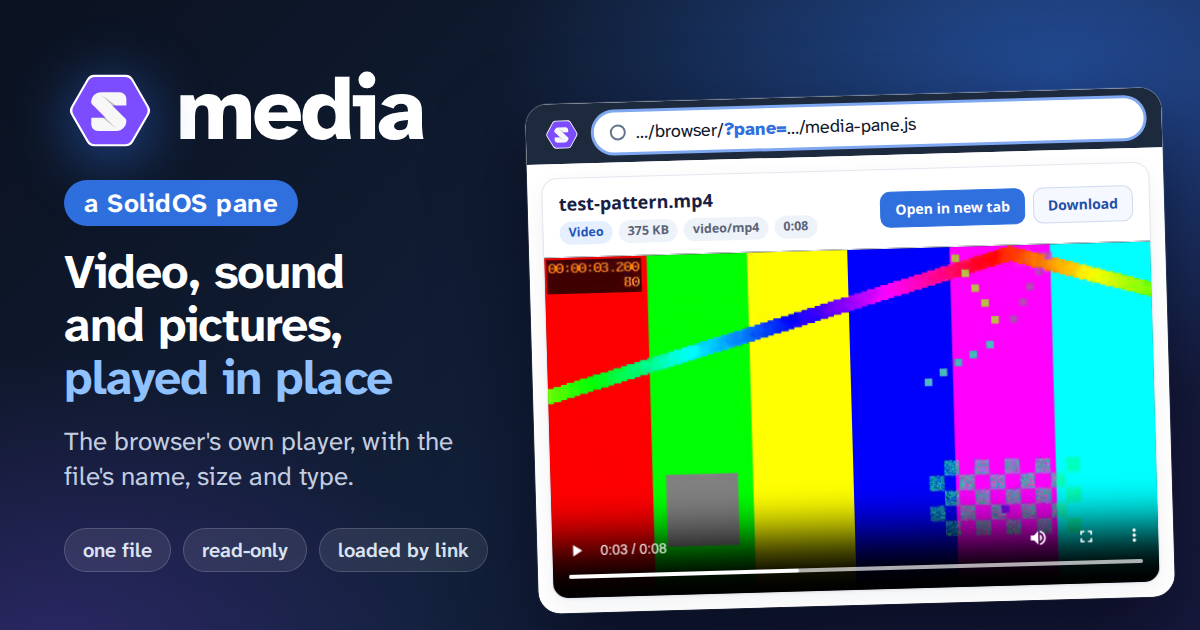 media
a SolidOS pane
Video, sound
and pictures,
played in place
The browser's own player, with the
file's name, size and type.
one file
read-only
loaded by link
.../browser/?pane=.../media-pane.js
test-pattern.mp4
Video
375 KB
video/mp4
0:08
Open in new tab
Download
00:00:03.200
80
0:03 / 0:08